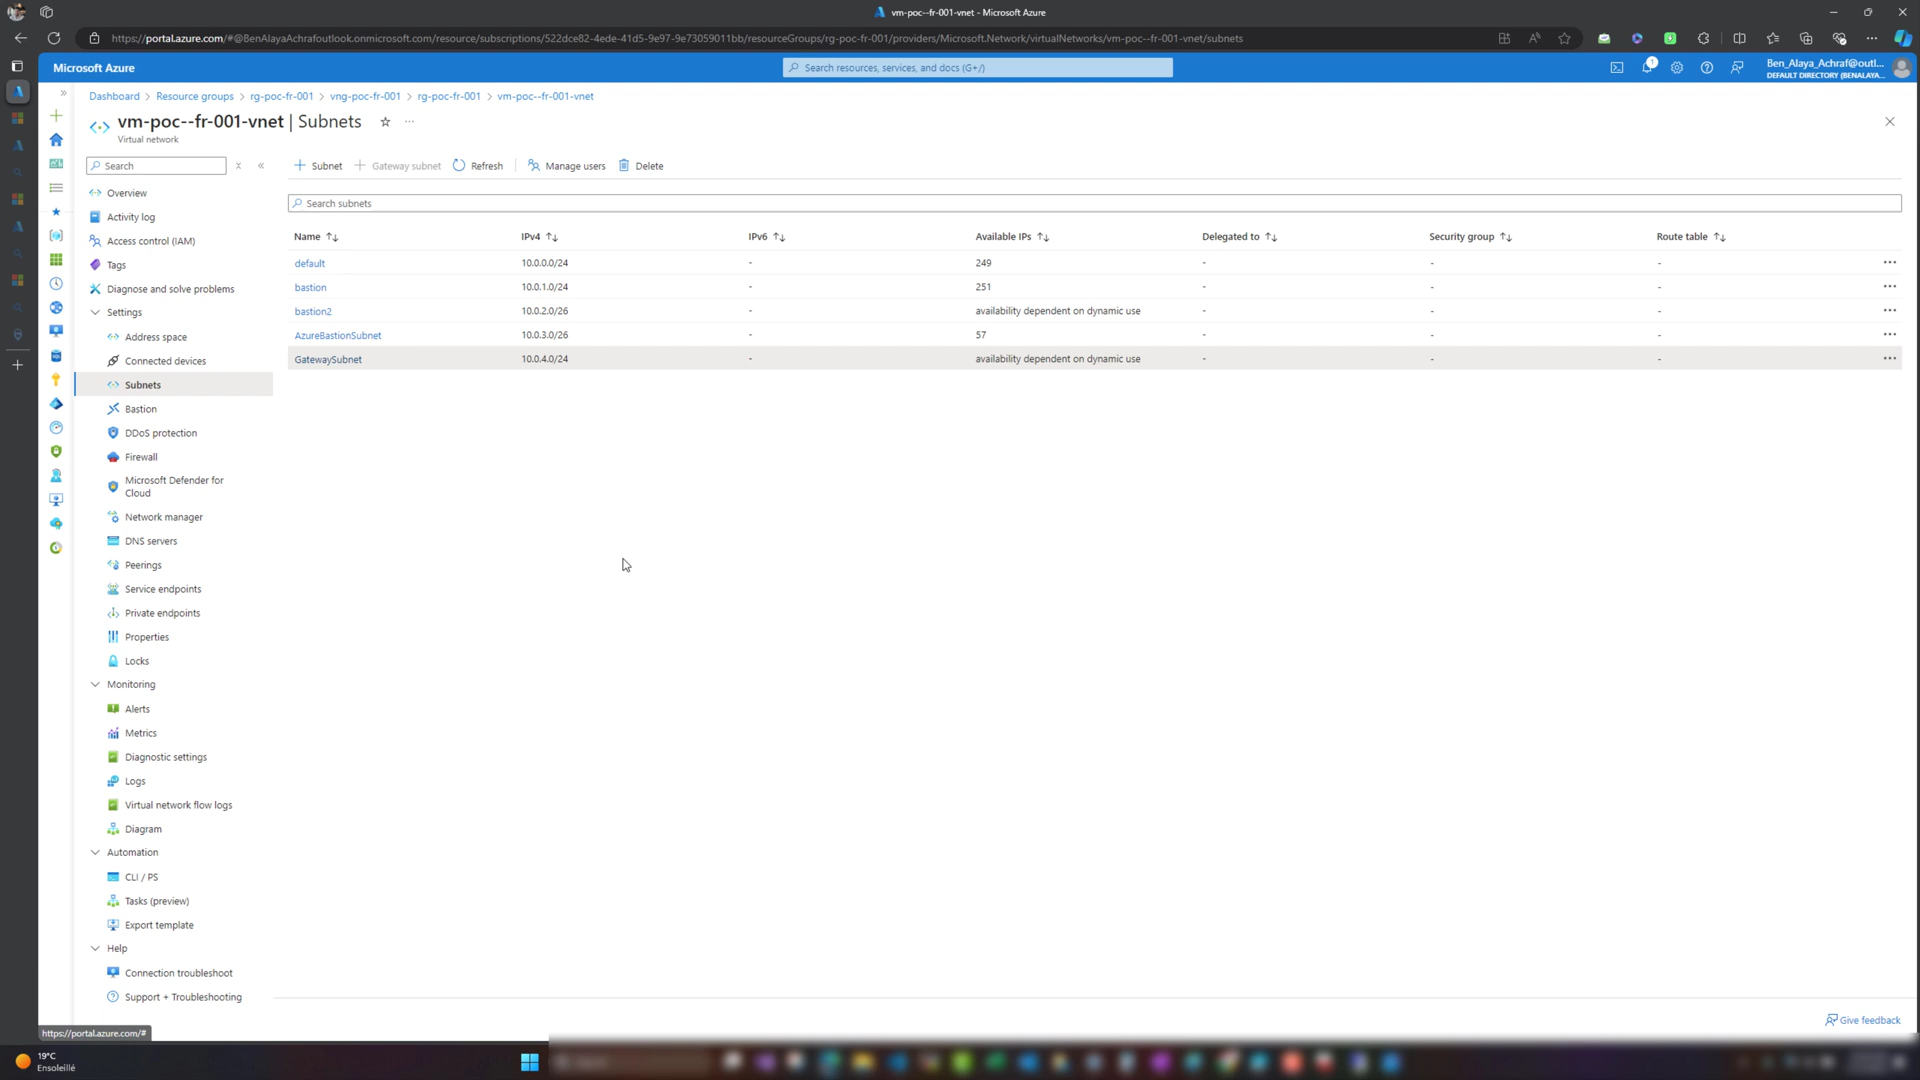 vm-poc--fr-001-vnet - Microsoft Azure
https://portal.azure.com/#@BenAlayaAchrafoutlook.onmicrosoft.com/resource/subscriptions/522dce82-4ede-41d5-9e97-9e73059011bb/resourceGroups/rg-poc-fr-001/providers/Microsoft.Network/virtualNetworks/vm-poc--fr-001-vnet/subnets
Microsoft Azure
Search resources, services, and docs (G+/)
1
Ben_Alaya_Achraf@outl...
DEFAULT DIRECTORY (BENALAYA...
Dashboard > Resource groups > rg-poc-fr-001 > vng-poc-fr-001 > rg-poc-fr-001 > vm-poc--fr-001-vnet
vm-poc--fr-001-vnet | Subnets
Virtual network
Search
Subnet
Gateway subnet
Refresh
Manage users
Delete
Search subnets
Overview
Activity log
Access control (IAM)
Tags
Diagnose and solve problems
Settings
Address space
Connected devices
Subnets
Bastion
DDoS protection
Firewall
Microsoft Defender for
Cloud
Network manager
DNS servers
Peerings
Service endpoints
Private endpoints
Properties
Locks
Monitoring
Alerts
Metrics
Diagnostic settings
Logs
Virtual network flow logs
Diagram
Automation
CLI / PS
Tasks (preview)
Export template
Help
Connection troubleshoot
Support + Troubleshooting
Name IPv4 IPv6 Available IPs Delegated to Security group Route table
default 10.0.0.0/24 - 249 - - -
bastion 10.0.1.0/24 - 251 - - -
bastion2 10.0.2.0/26 - availability dependent on dynamic use - - -
AzureBastionSubnet 10.0.3.0/26 - 57 - - -
GatewaySubnet 10.0.4.0/24 - availability dependent on dynamic use - - -
Give feedback
https://portal.azure.com/#
19°C
Ensoleillé